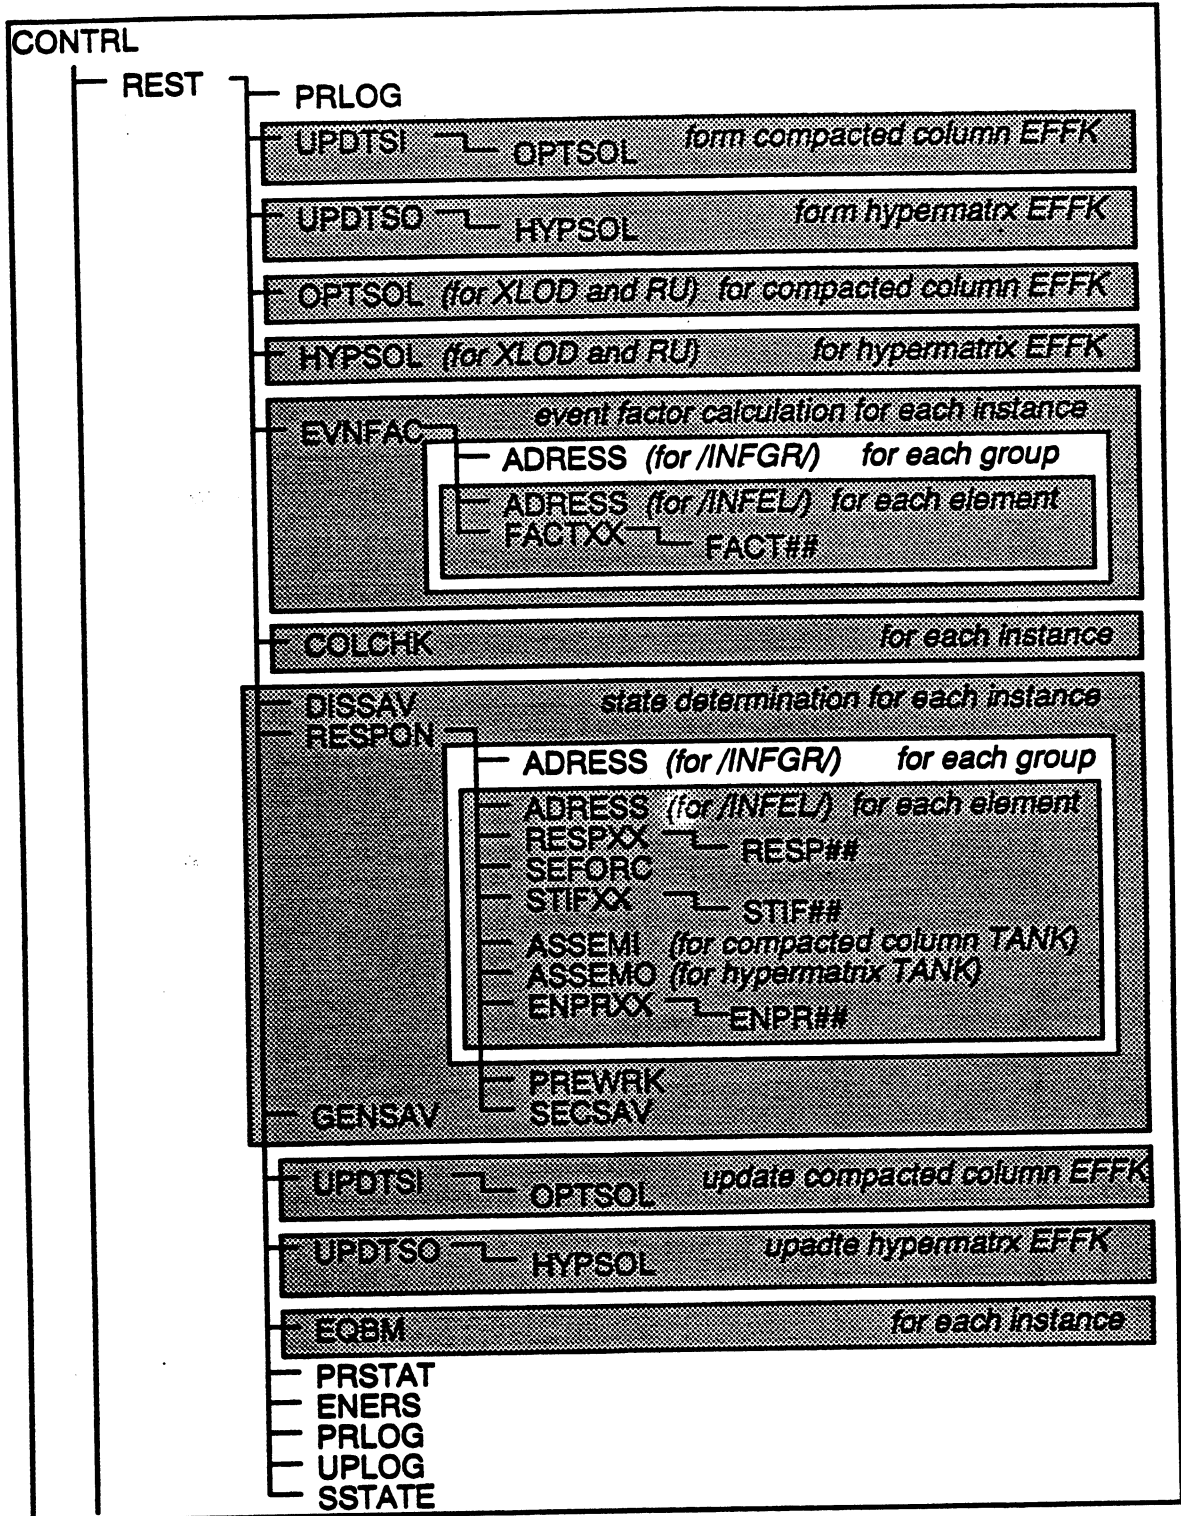 CONTRL
REST
PRLOG
UPDTSI OPTSOL form compacted column EFFK
UPDTSO HYPSOL form hypermatrx EFFK
OPTSOL (for XLOD and RU) for compacted column EFFK
HYPSOL (for XLOD and RU) for hypermatrix EFFK
EVNFAC event factor calculation for each instance
ADRESS (for /INFGR/) for each group
ADRESS (for /INFEL/) for each element
FACTXX FACT##
COLCHK for each instance
DISSAV state determination for each instance
RESPON
ADRESS (for /INFGR/) for each group
ADRESS (for /INFEL/) for each element
RESPXX RESP##
SEFORC
STIFXX STIF##
ASSEMI (for compacted column TANK)
ASSEMO (for hypermatrix TANK)
ENPRXX ENPR##
PREWRK
GENSAV SECSAV
UPDTSI OPTSOL update compacted column EFFK
UPDTSO HYPSOL upadte hypermatrx EFFK
EQBM for each instance
PRSTAT
ENERS
PRLOG
UPLOG
SSTATE